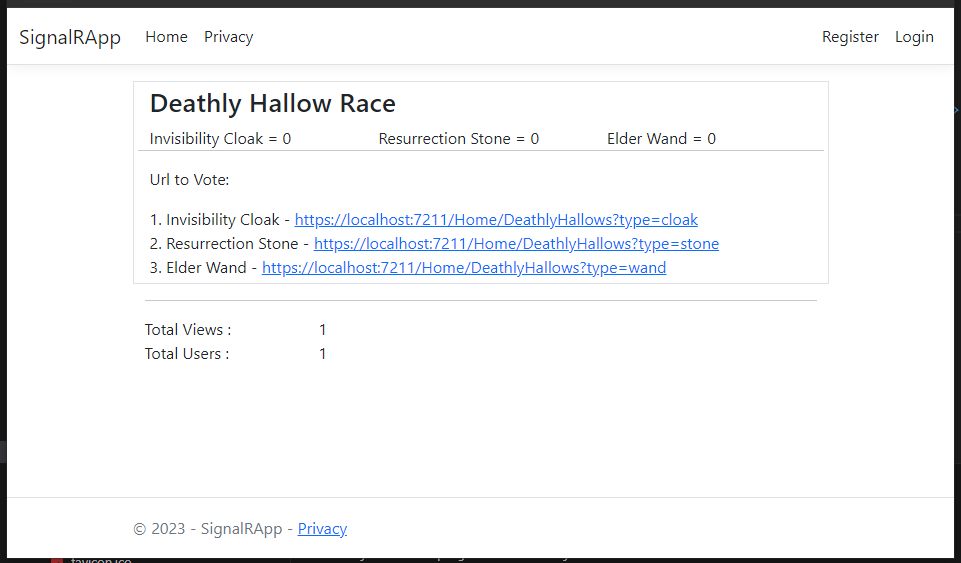 SignalRApp Home Privacy Register Login
Deathly Hallow Race
Invisibility Cloak = 0 Resurrection Stone = 0 Elder Wand = 0
Url to Vote:
1. Invisibility Cloak - https://localhost:7211/Home/DeathlyHallows?type=cloak
2. Resurrection Stone - https://localhost:7211/Home/DeathlyHallows?type=stone
3. Elder Wand - https://localhost:7211/Home/DeathlyHallows?type=wand
Total Views : 1
Total Users : 1
© 2023 - SignalRApp - Privacy
favicon.ico